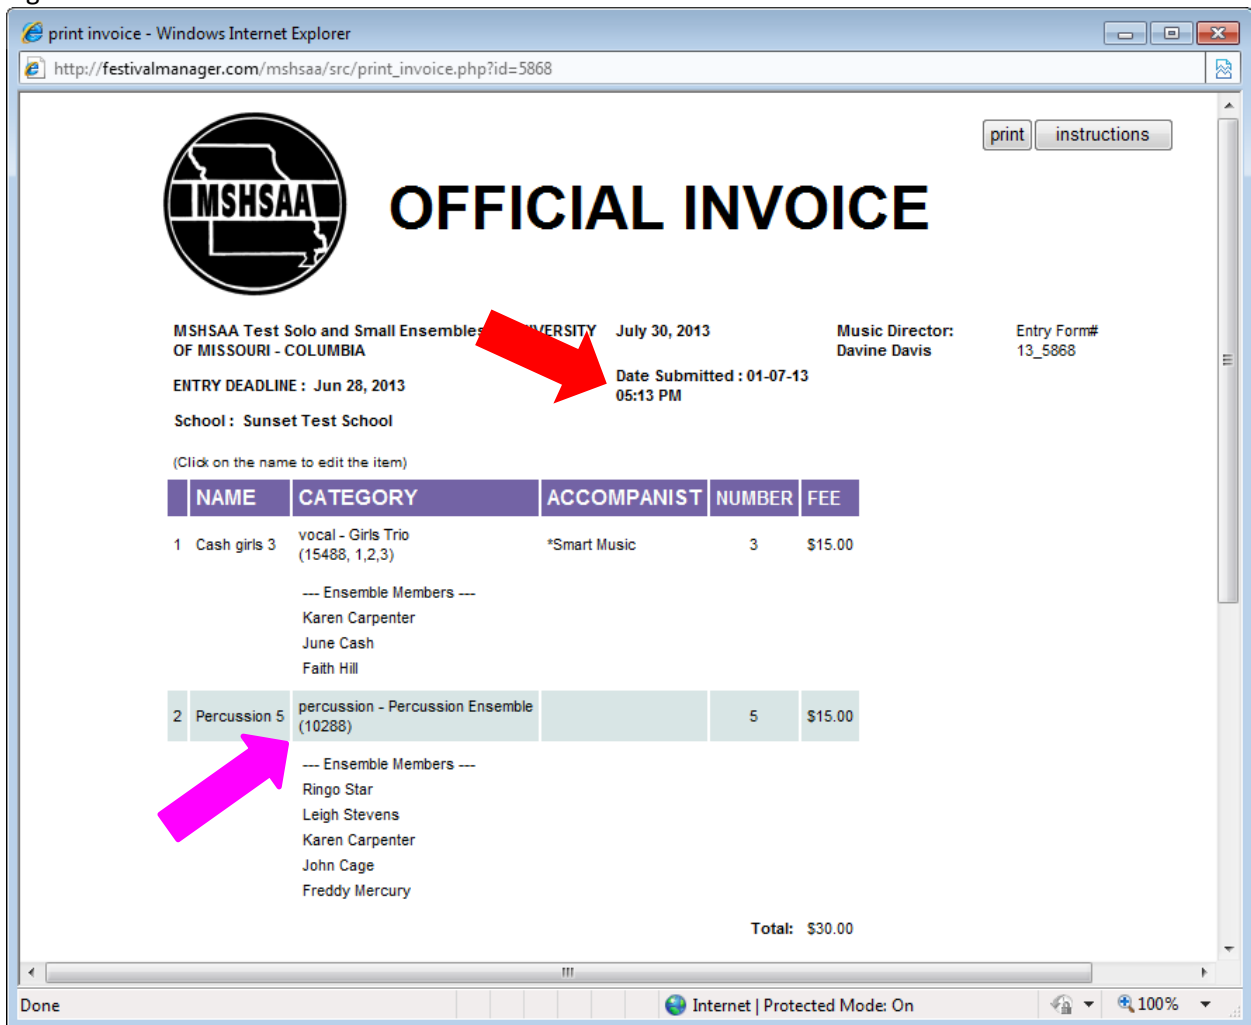 print invoice - Windows Internet Explorer
http://festivalmanager.com/mshsaa/src/print_invoice.php?id=5868
print instructions
MSHSAA
OFFICIAL INVOICE
MSHSAA Test Solo and Small Ensembles
OF MISSOURI - COLUMBIA
ENTRY DEADLINE : Jun 28, 2013
School : Sunset Test School
July 30, 2013
Date Submitted : 01-07-13
05:13 PM
Music Director:
Davine Davis
Entry Form#
13_5868
(Click on the name to edit the item)
NAME CATEGORY ACCOMPANIST NUMBER FEE
1 Cash girls 3 vocal - Girls Trio *Smart Music 3 $15.00
(15488, 1,2,3)
--- Ensemble Members ---
Karen Carpenter
June Cash
Faith Hill
2 Percussion 5 percussion - Percussion Ensemble 5 $15.00
(10288)
--- Ensemble Members ---
Ringo Star
Leigh Stevens
Karen Carpenter
John Cage
Freddy Mercury
Total: $30.00
Done
Internet | Protected Mode: On
100%